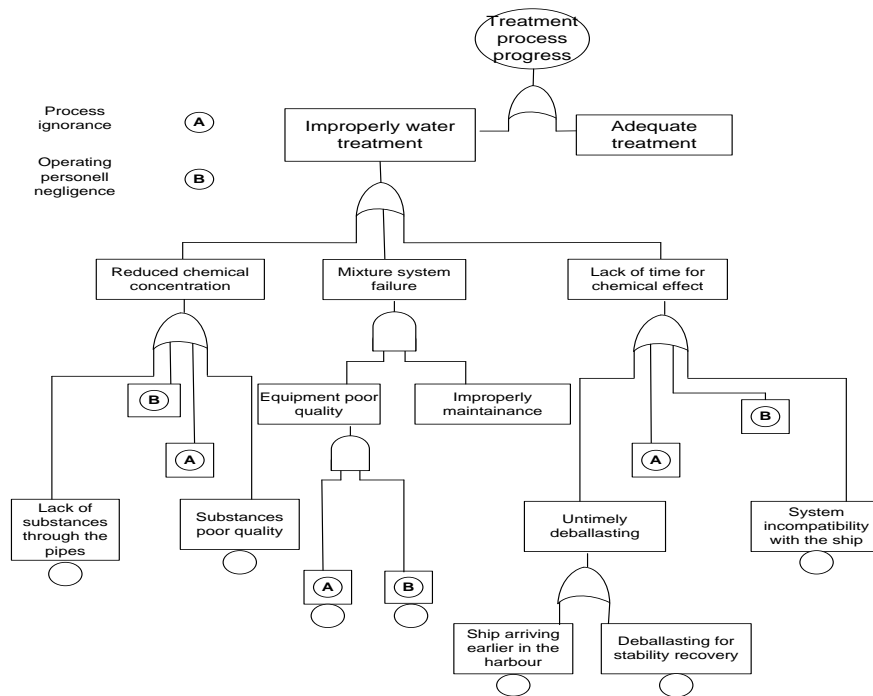 Treatment
process
progress
Process
ignorance
A
Improperly water
treatment
Adequate
treatment
Operating
personell
negligence
B
Reduced chemical
concentration
Mixture system
failure
Lack of time for
chemical effect
Equipment poor
quality
Improperly
maintainance
B
B
A
A
Lack of
substances
through the
pipes
Substances
poor quality
Untimely
deballasting
System
incompatibility
with the ship
A
B
Ship arriving
earlier in the
harbour
Deballasting for
stability recovery